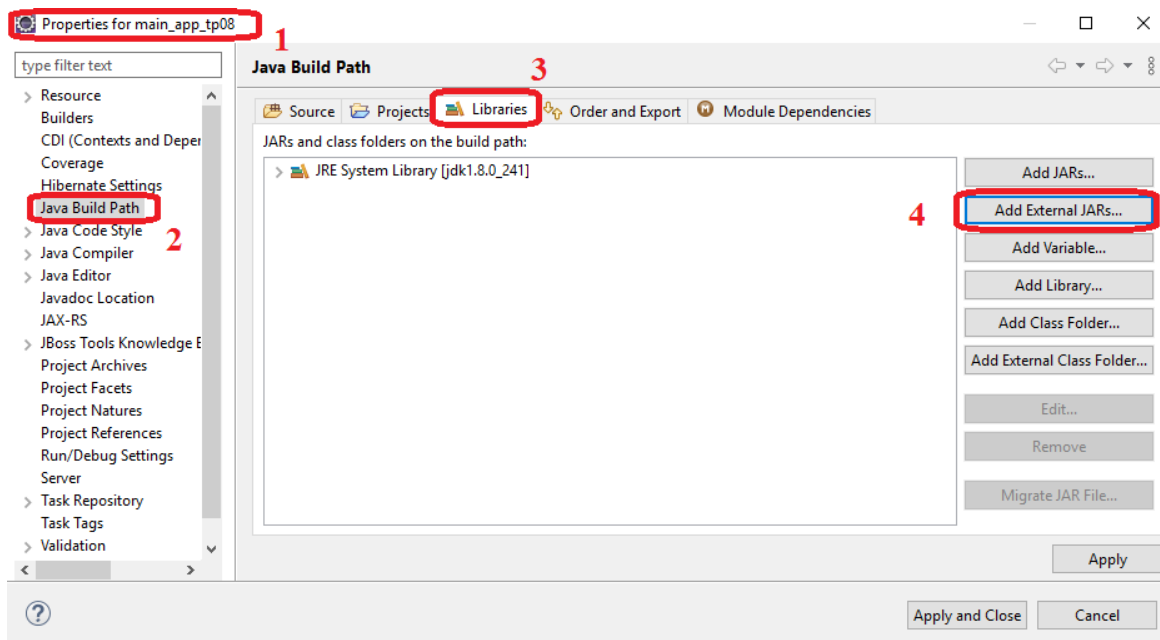 Properties for main_app_tp08
1
type filter text
Resource
Builders
CDI (Contexts and Deper
Coverage
Hibernate Settings
Java Build Path
2
Java Code Style
Java Compiler
Java Editor
Javadoc Location
JAX-RS
JBoss Tools Knowledge E
Project Archives
Project Facets
Project Natures
Project References
Run/Debug Settings
Server
Task Repository
Task Tags
Validation
Java Build Path
3
Source Projects Libraries Order and Export Module Dependencies
JARs and class folders on the build path:
JRE System Library [jdk1.8.0_241]
Add JARs...
4
Add External JARs...
Add Variable...
Add Library...
Add Class Folder...
Add External Class Folder...
Edit...
Remove
Migrate JAR File...
Apply
Apply and Close Cancel